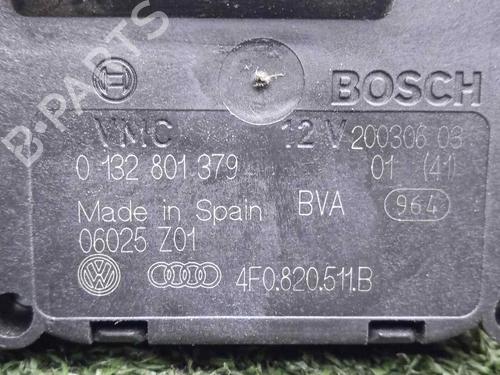 B-PARTS
BOSCH
VMC 12 V 200306 03
0 132 801 379 01 (41)
Made in Spain BVA 964
06025 Z01
4F0.820.511.B